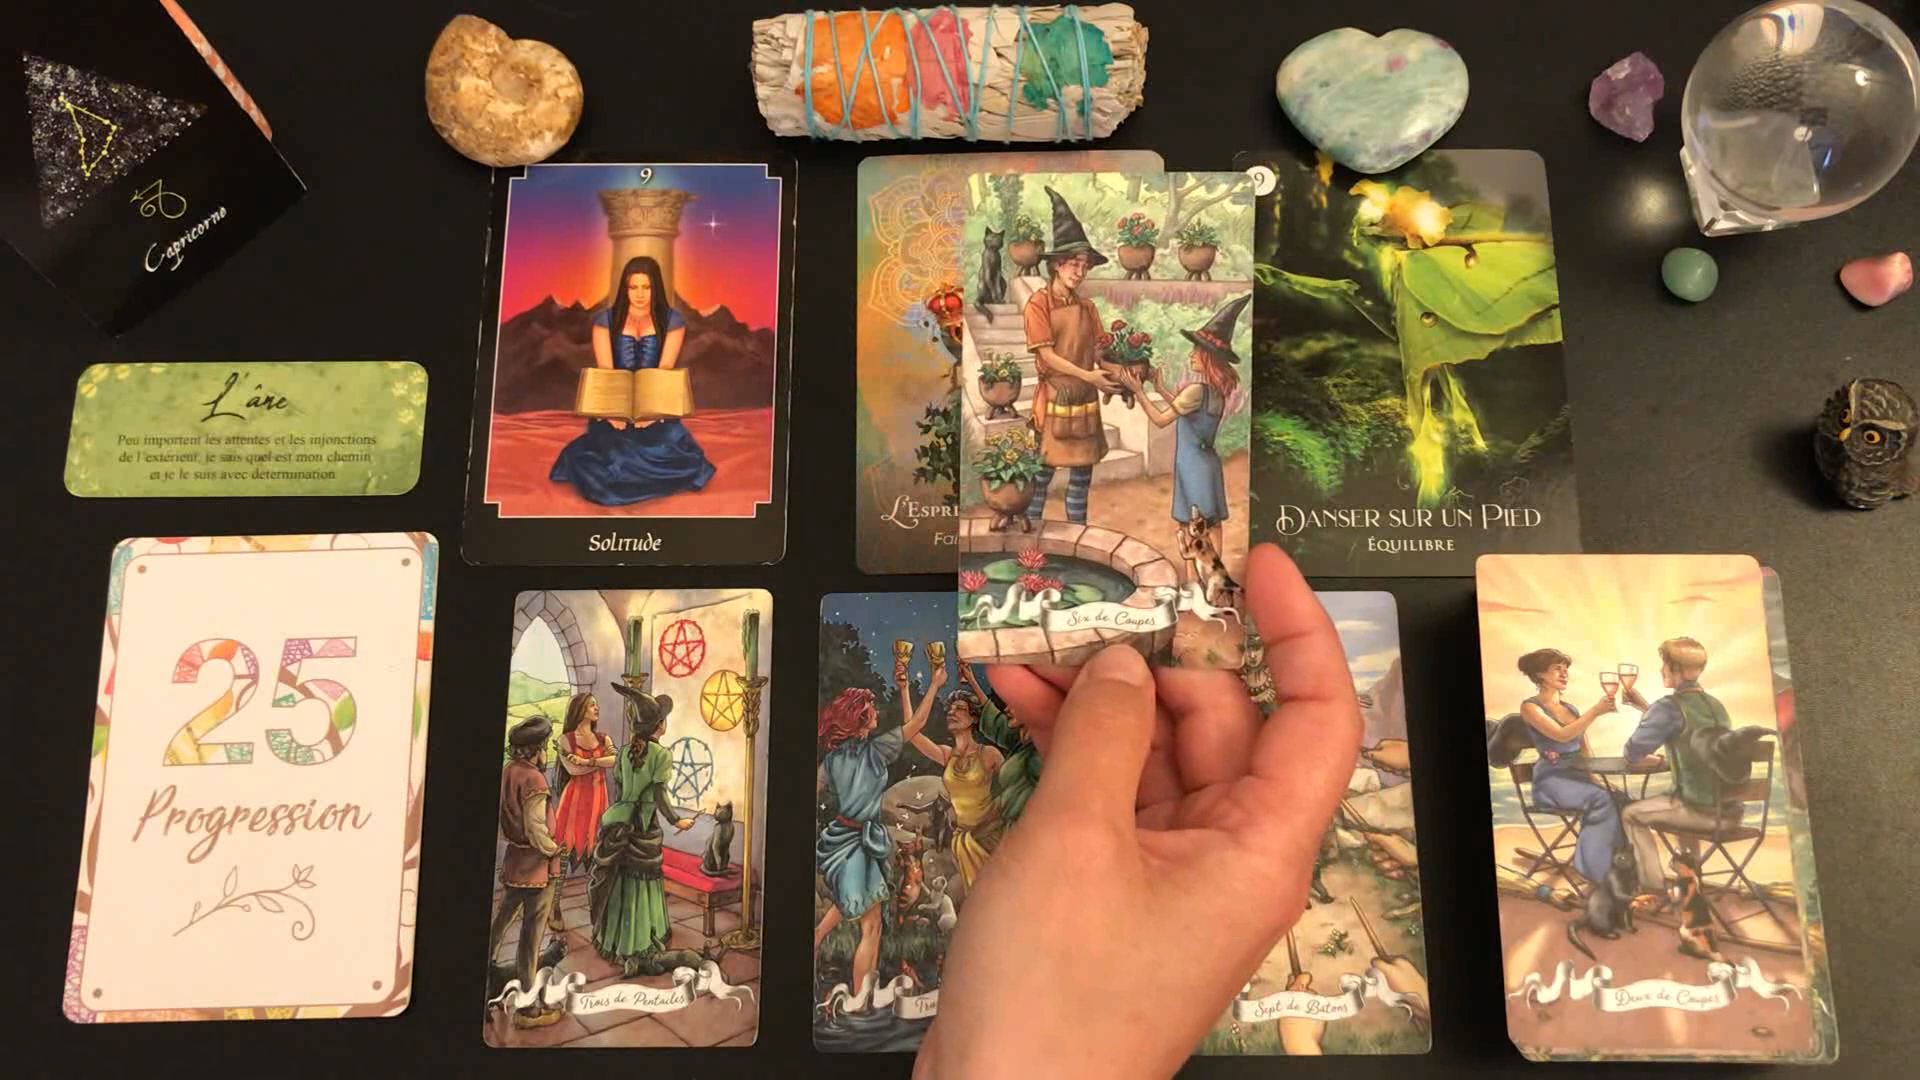 Capricorne
9
9
L'âne
Peu importent les attentes et les injonctions
de l'extérieur, je sais quel est mon chemin
et je le suis avec détermination
Solitude
L'Espri
Danser sur un Pied
Équilibre
Six de Coupes
25
Progression
Trois de Pentacles
Sept de Batons
Deux de Coupes